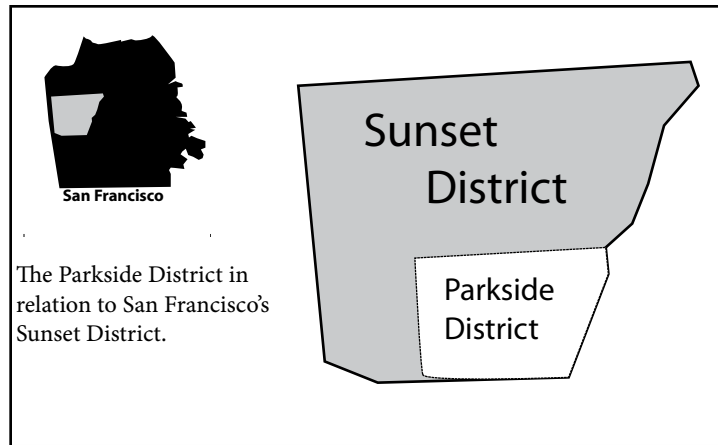 San Francisco
The Parkside District in
relation to San Francisco’s
Sunset District.
Sunset
District
Parkside
District